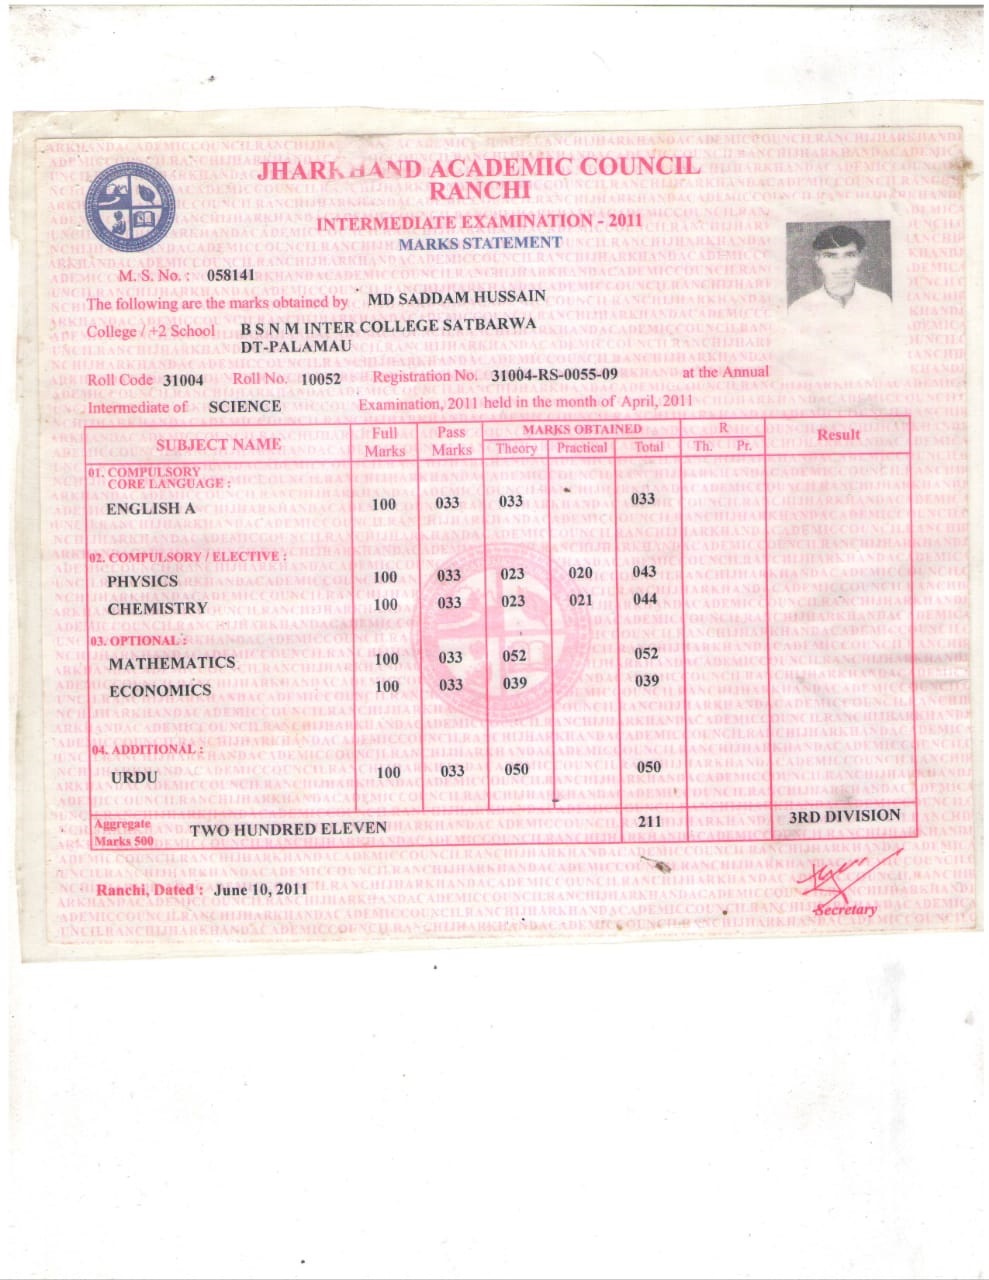 JHARKHAND ACADEMIC COUNCIL
RANCHI
INTERMEDIATE EXAMINATION - 2011
MARKS STATEMENT
M. S. No. : 058141
The following are the marks obtained by MD SADDAM HUSSAIN
College / +2 School B S N M INTER COLLEGE SATBARWA
DT-PALAMAU
Roll Code 31004 Roll No. 10052 Registration No. 31004-RS-0055-09 at the Annual
Intermediate of SCIENCE Examination, 2011 held in the month of April, 2011
SUBJECT NAME Full Marks Pass Marks MARKS OBTAINED R Result
Theory Practical Total Th. Pr.
01. COMPULSORY
CORE LANGUAGE :
ENGLISH A 100 033 033 033
02. COMPULSORY / ELECTIVE :
PHYSICS 100 033 023 020 043
CHEMISTRY 100 033 023 021 044
03. OPTIONAL :
MATHEMATICS 100 033 052 052
ECONOMICS 100 033 039 039
04. ADDITIONAL :
URDU 100 033 050 050
Aggregate
Marks 500 TWO HUNDRED ELEVEN 211 3RD DIVISION
Ranchi, Dated : June 10, 2011
Secretary